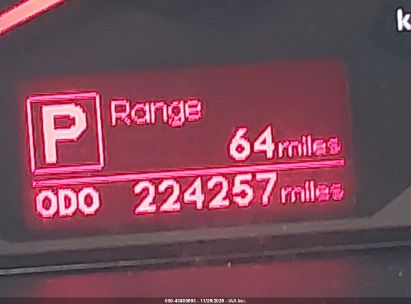 k
P Range
64 miles
ODO 224257 miles